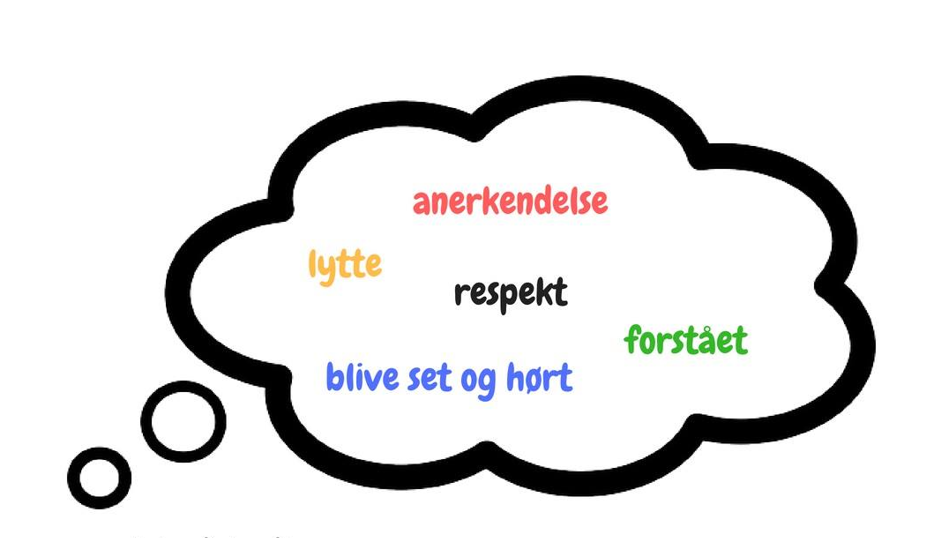 anerkendelse
lytte
respekt
forstået
blive set og hørt